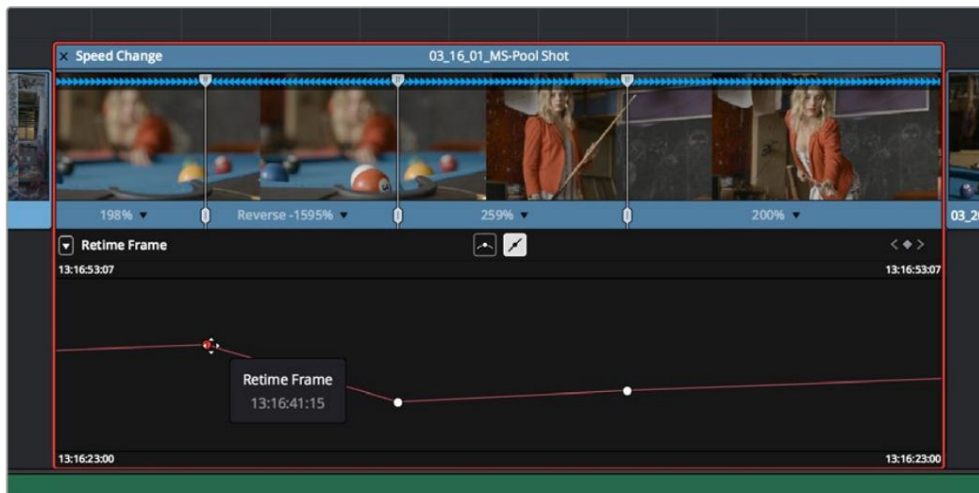 × Speed Change 03_16_01_MS-Pool Shot
198% ▼ Reverse -1595% ▼ 259% ▼ 200% ▼ 03_2
Retime Frame
13:16:53:07 13:16:53:07
Retime Frame
13:16:41:15
13:16:23:00 13:16:23:00